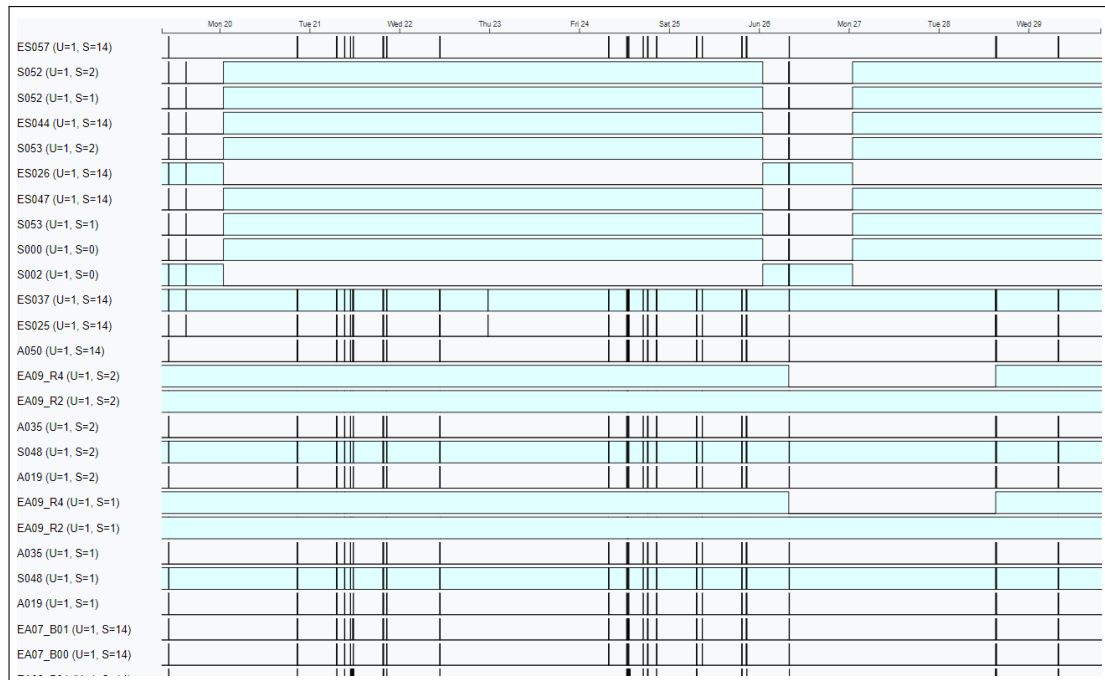 Mon 20 Tue 21 Wed 22 Thu 23 Fri 24 Sat 25 Jun 26 Mon 27 Tue 28 Wed 29
ES057 (U=1, S=14)
S052 (U=1, S=2)
S052 (U=1, S=1)
ES044 (U=1, S=14)
S053 (U=1, S=2)
ES026 (U=1, S=14)
ES047 (U=1, S=14)
S053 (U=1, S=1)
S000 (U=1, S=0)
S002 (U=1, S=0)
ES037 (U=1, S=14)
ES025 (U=1, S=14)
A050 (U=1, S=14)
EA09_R4 (U=1, S=2)
EA09_R2 (U=1, S=2)
A035 (U=1, S=2)
S048 (U=1, S=2)
A019 (U=1, S=2)
EA09_R4 (U=1, S=1)
EA09_R2 (U=1, S=1)
A035 (U=1, S=1)
S048 (U=1, S=1)
A019 (U=1, S=1)
EA07_B01 (U=1, S=14)
EA07_B00 (U=1, S=14)